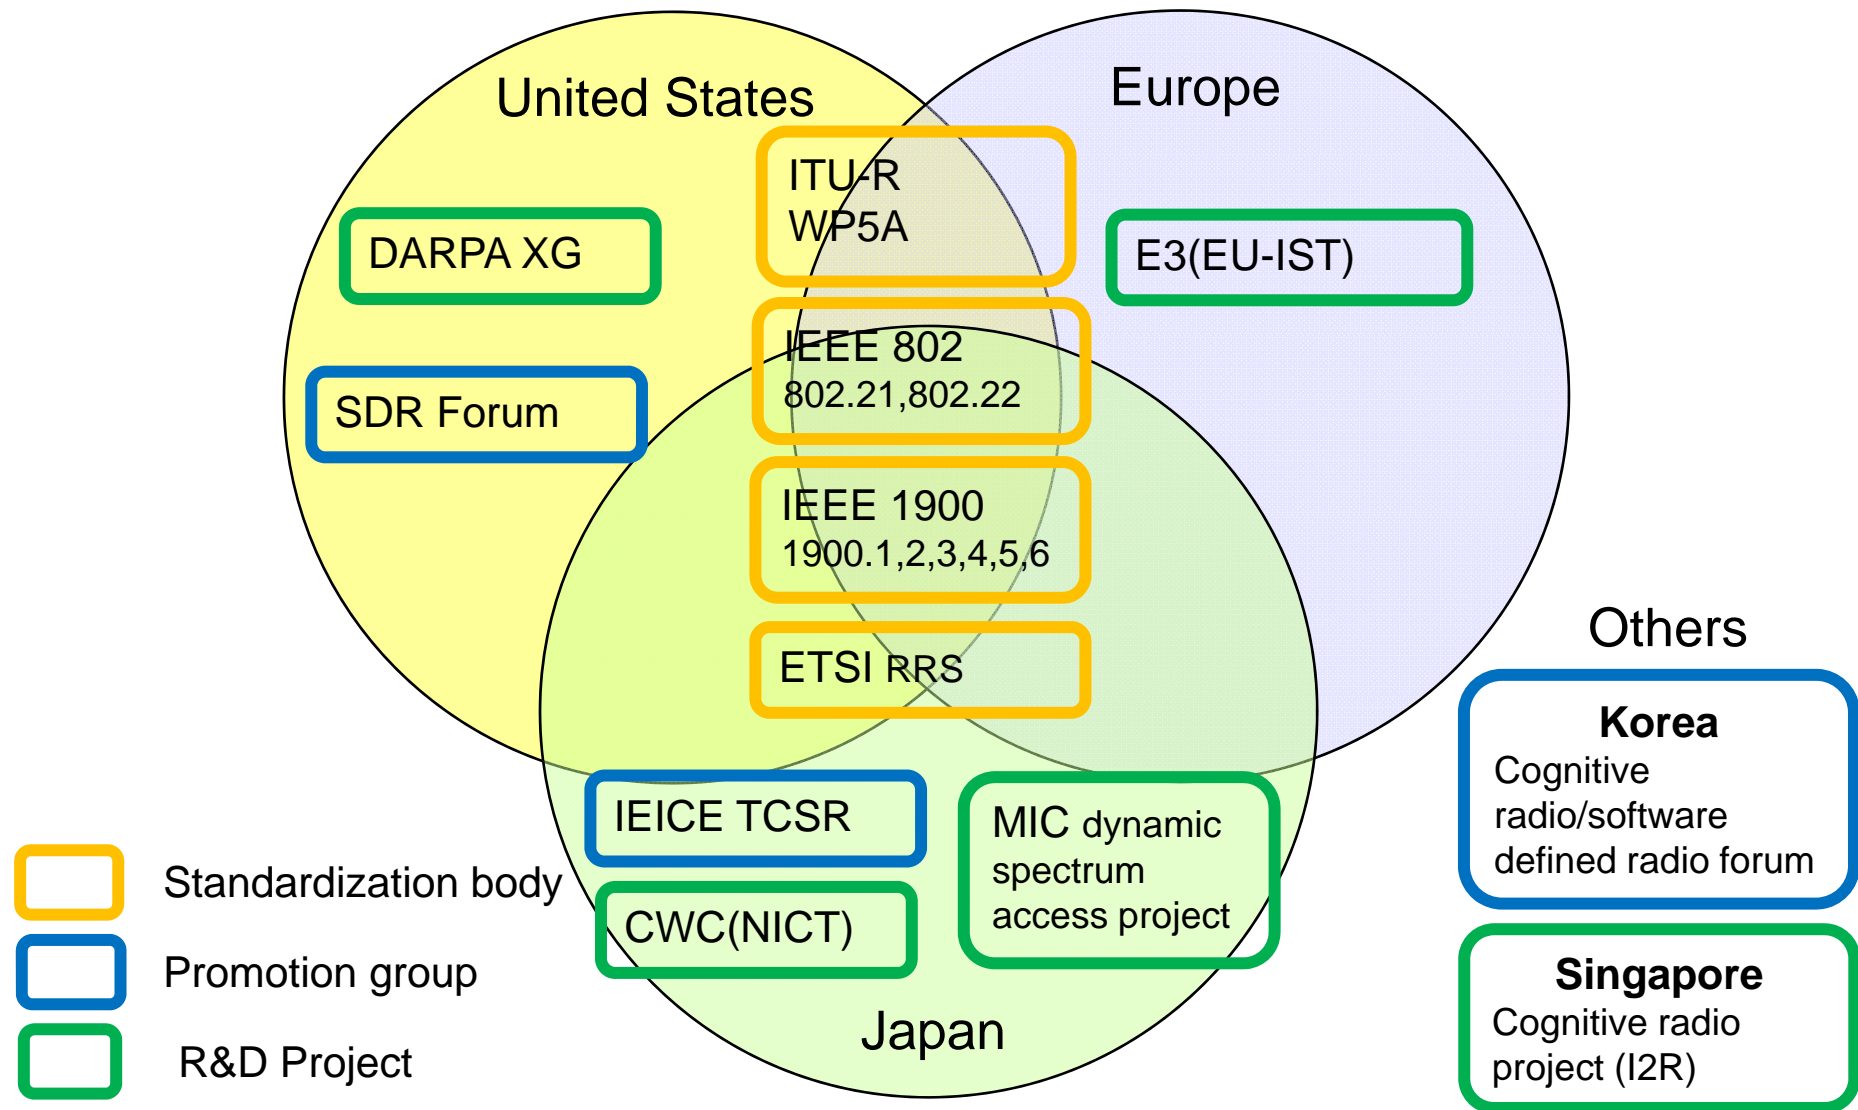 United States
Europe
ITU-R
WP5A
DARPA XG
E3(EU-IST)
IEEE 802
802.21,802.22
SDR Forum
IEEE 1900
1900.1,2,3,4,5,6
ETSI RRS
Others
Korea
Cognitive
radio/software
defined radio forum
IEICE TCSR
MIC dynamic
spectrum
access project
CWC(NICT)
Singapore
Cognitive radio
project (I2R)
Japan
Standardization body
Promotion group
R&D Project